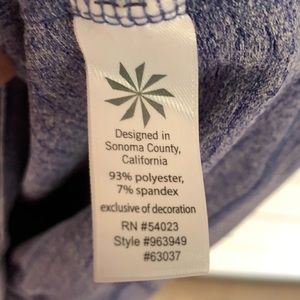 Designed in
Sonoma County,
California
93% polyester,
7% spandex
exclusive of decoration
RN #54023
Style #963949
#63037